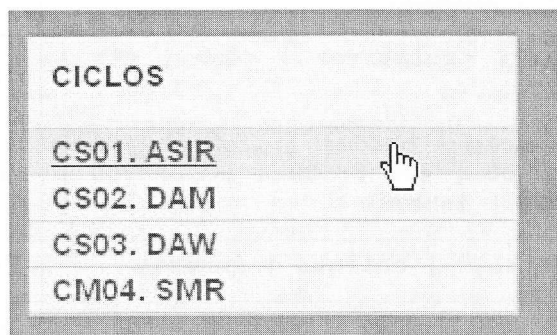 CICLOS
CS01. ASIR
CS02. DAM
CS03. DAW
CM04. SMR